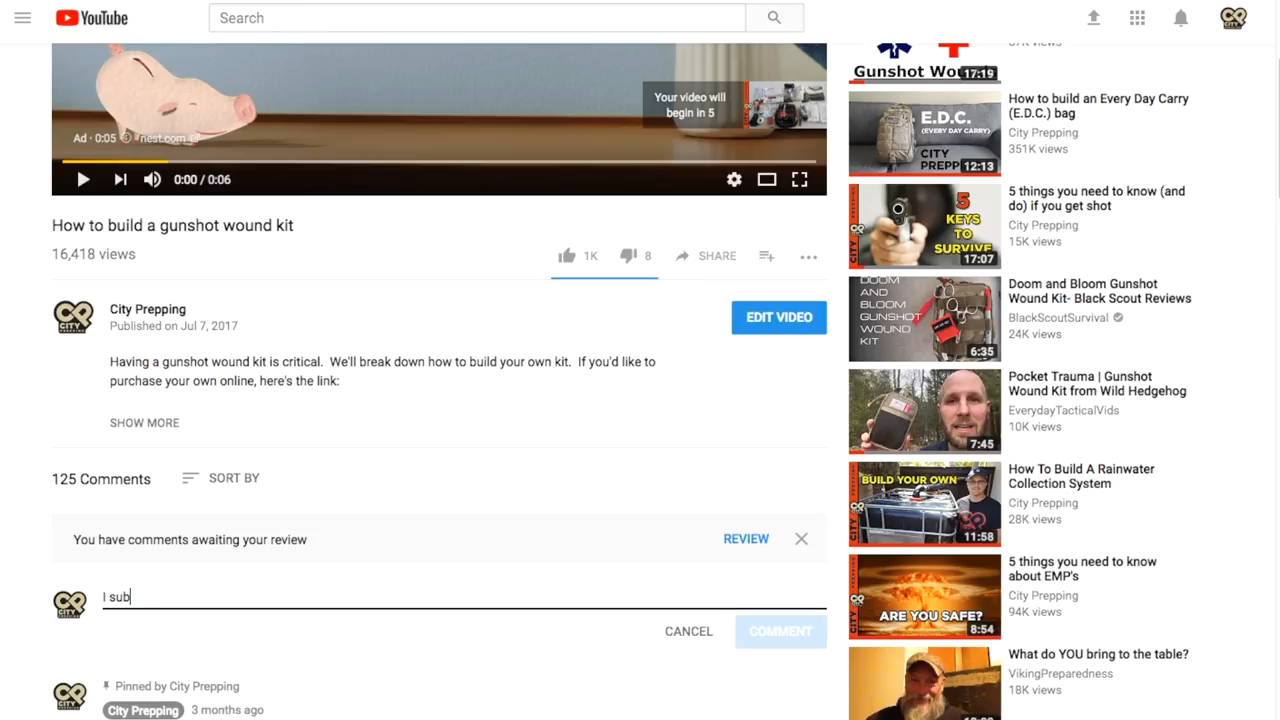 YouTube
Search
Your video will
begin in 5
Ad · 0:05
nest.com
0:00 / 0:06
How to build a gunshot wound kit
16,418 views
1K
8
SHARE
City Prepping
Published on Jul 7, 2017
EDIT VIDEO
Having a gunshot wound kit is critical. We'll break down how to build your own kit. If you'd like to
purchase your own online, here's the link:
SHOW MORE
125 Comments
SORT BY
You have comments awaiting your review
REVIEW
I sub
CANCEL
COMMENT
Pinned by City Prepping
City Prepping
3 months ago
Gunshot
17:19
E.D.C.
(EVERY DAY CARRY)
CITY
12:13
How to build an Every Day Carry
(E.D.C.) bag
City Prepping
351K views
5
KEYS
TO
SURVIVE
17:07
5 things you need to know (and
do) if you get shot
City Prepping
15K views
DOOM
AND
BLOOM
GUNSHOT
WOUND
KIT
6:35
Doom and Bloom Gunshot
Wound Kit- Black Scout Reviews
BlackScoutSurvival
24K views
7:45
Pocket Trauma | Gunshot
Wound Kit from Wild Hedgehog
EverydayTacticalVids
10K views
BUILD YOUR OWN
11:58
How To Build A Rainwater
Collection System
City Prepping
28K views
ARE YOU SAFE?
8:54
5 things you need to know
about EMP's
City Prepping
94K views
What do YOU bring to the table?
VikingPreparedness
18K views